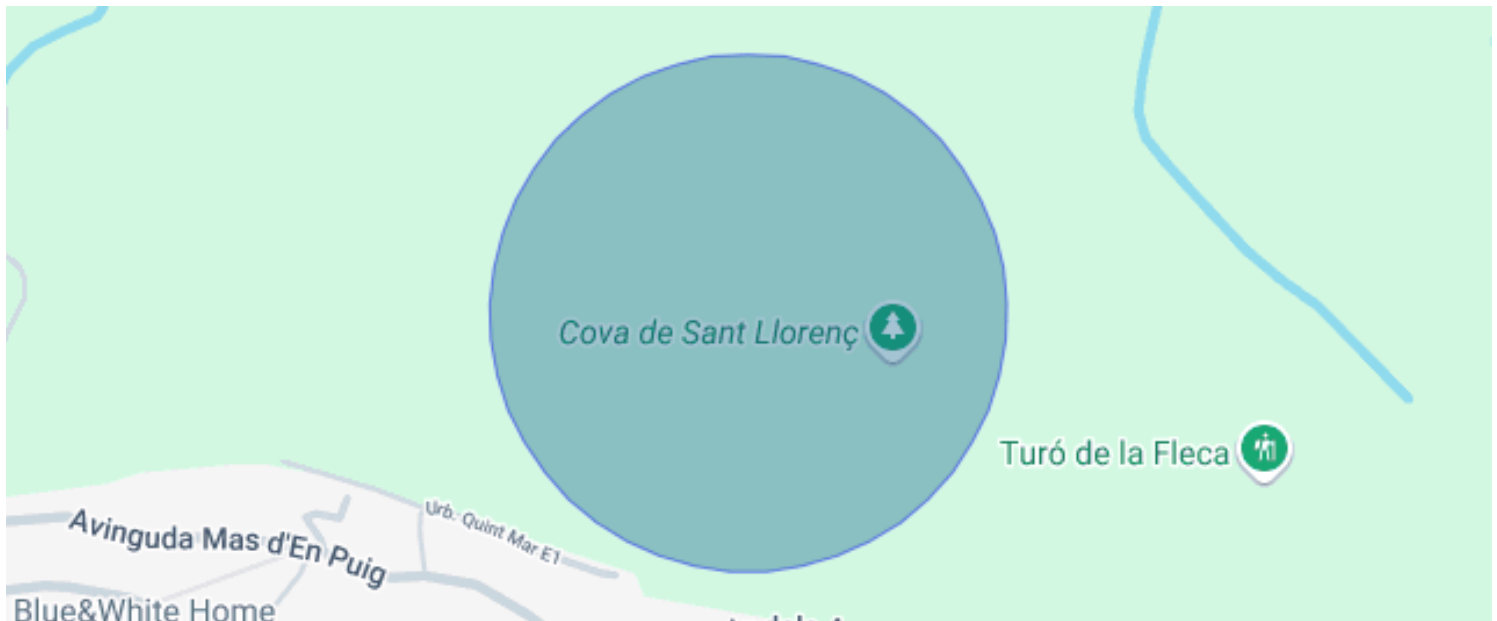 Cova de Sant Llorenç
Turó de la Fleca
Urb. Quint Mar E1
Avinguda Mas d'En Puig
Blue&White Home